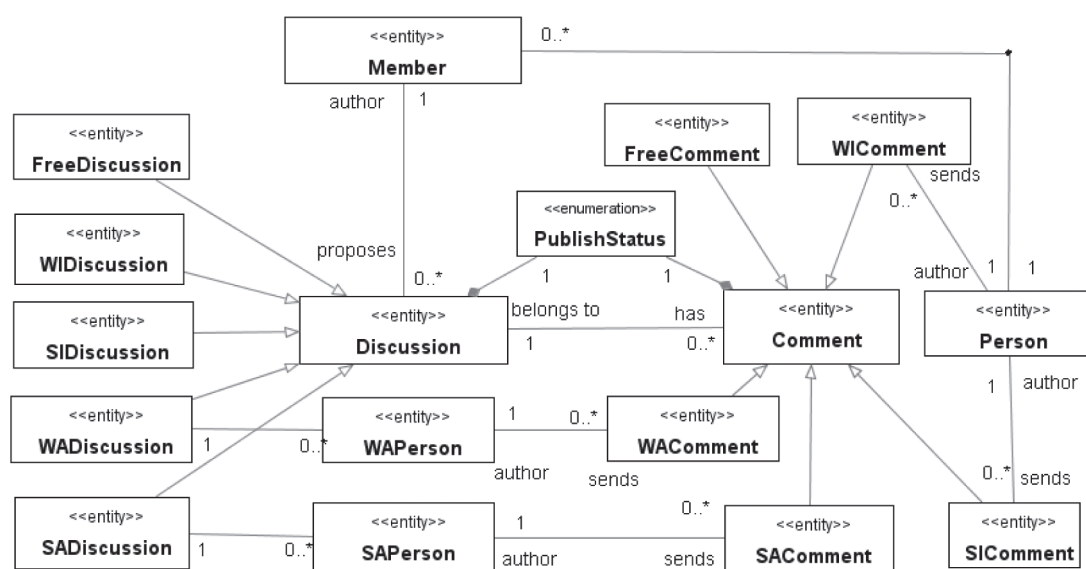 <<entity>>
Member
0..*
author
1
<<entity>>
FreeDiscussion
<<entity>>
FreeComment
<<entity>>
WIComment
sends
0..*
<<enumeration>>
PublishStatus
<<entity>>
WIDiscussion
proposes
0..*
1
1
author
1
1
<<entity>>
SIDiscussion
<<entity>>
Discussion
belongs to
1
has
0..*
<<entity>>
Comment
<<entity>>
Person
1
author
<<entity>>
WADiscussion
1
0..*
<<entity>>
WAPerson
1
author
0..*
sends
<<entity>>
WAComment
0..*
sends
<<entity>>
SADiscussion
1
0..*
<<entity>>
SAPerson
1
author
0..*
sends
<<entity>>
SAComment
<<entity>>
SIComment